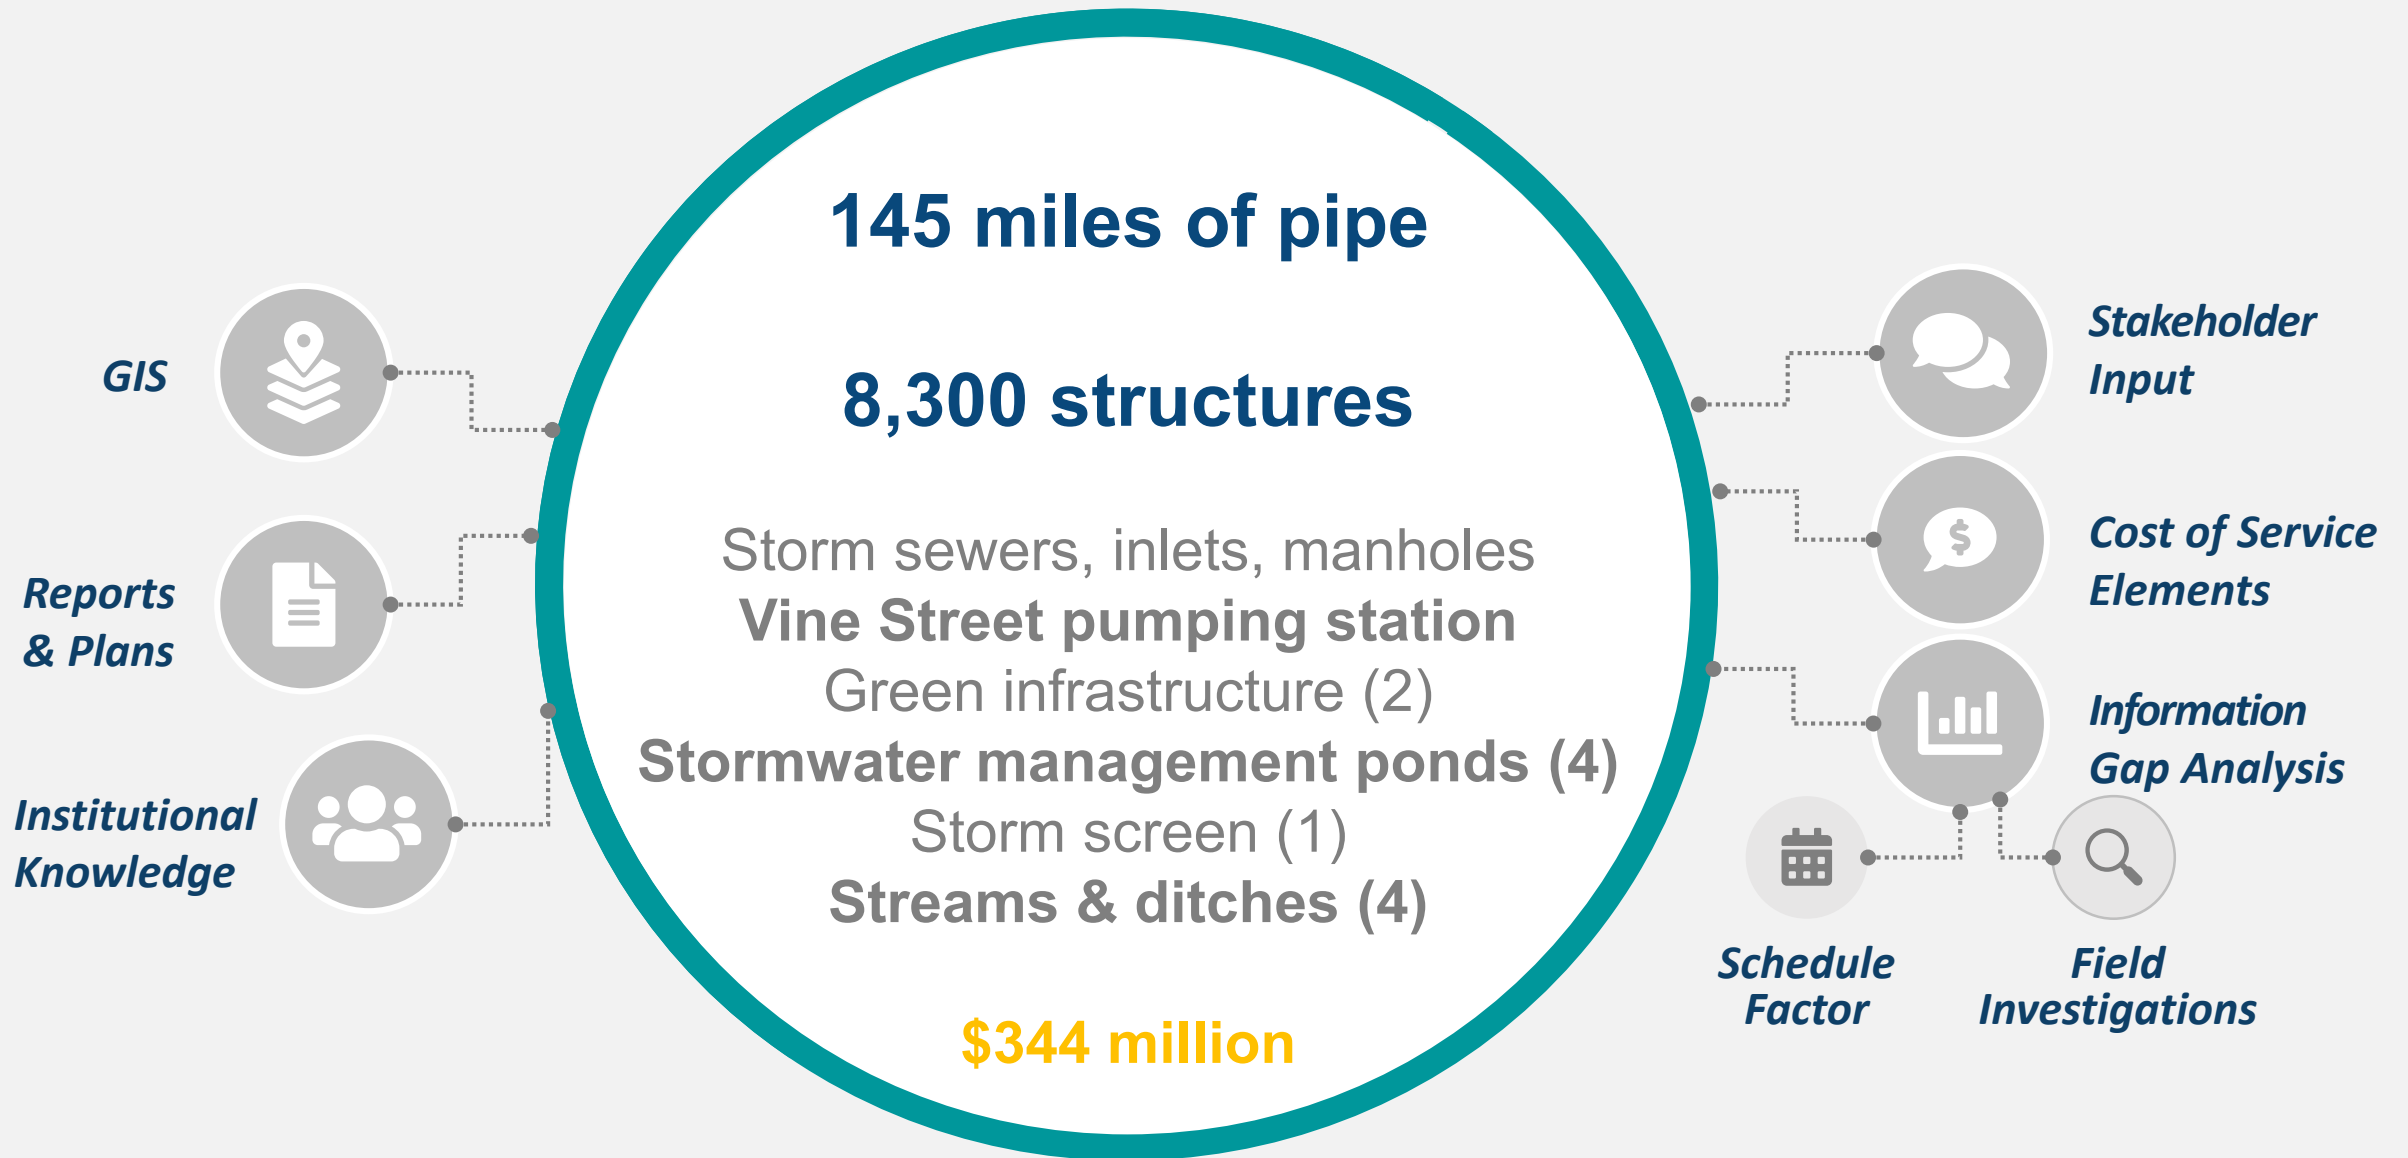 GIS
Reports
& Plans
Institutional
Knowledge
145 miles of pipe
8,300 structures
Storm sewers, inlets, manholes
Vine Street pumping station
Green infrastructure (2)
Stormwater management ponds (4)
Storm screen (1)
Streams & ditches (4)
$344 million
Stakeholder
Input
$
Cost of Service
Elements
Information
Gap Analysis
Schedule
Factor
Field
Investigations